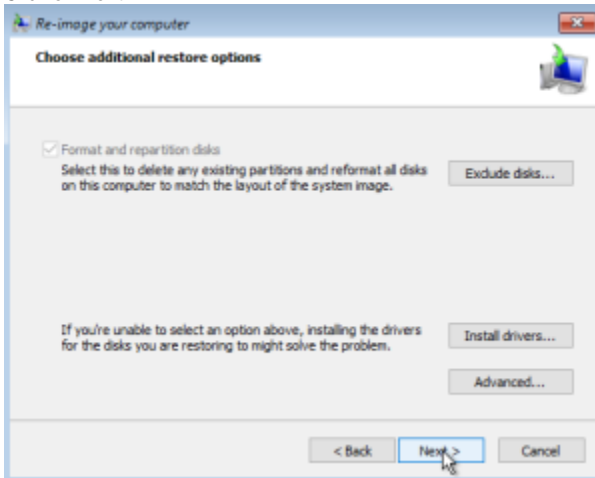 Re-image your computer
Choose additional restore options
Format and repartition disks
Select this to delete any existing partitions and reformat all disks
on this computer to match the layout of the system image.
Exclude disks...
If you're unable to select an option above, installing the drivers
for the disks you are restoring to might solve the problem.
Install drivers...
Advanced...
< Back
Next >
Cancel